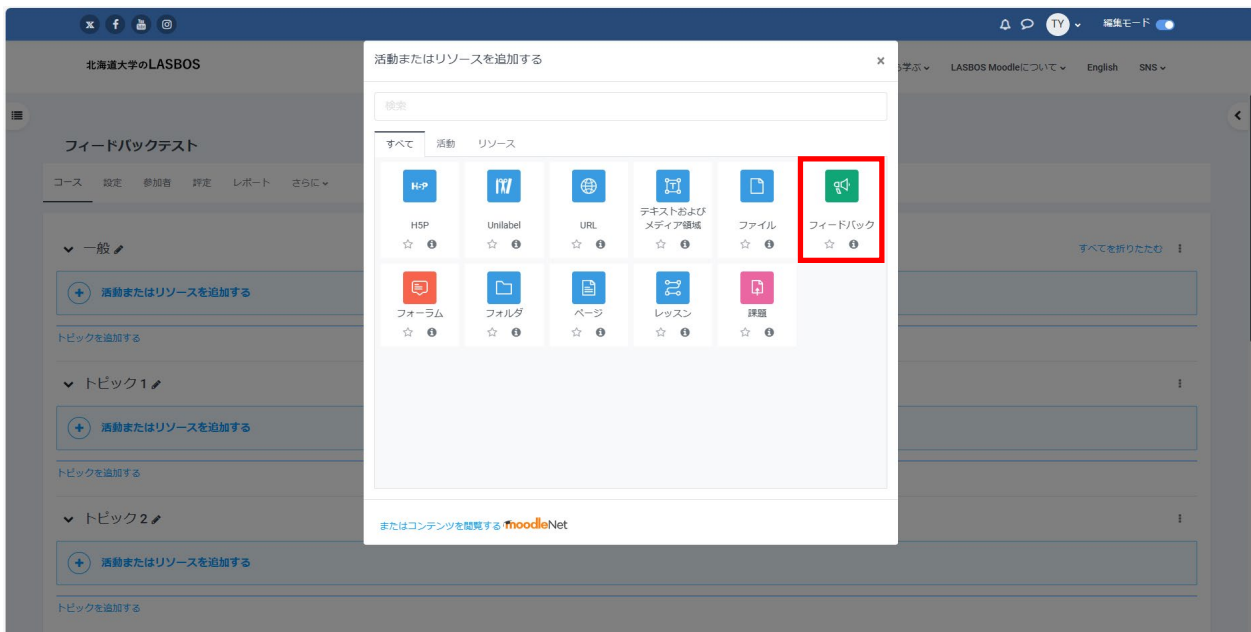 TY
編集モード
北海道大学のLASBOS
学ぶ
LASBOS Moodleについて
English
SNS
活動またはリソースを追加する
×
検索
すべて
活動
リソース
フィードバックテスト
コース
設定
参加者
評定
レポート
さらに
H5P
Unilabel
URL
テキストおよび
メディア領域
ファイル
フィードバック
フォーラム
フォルダ
ページ
レッスン
課題
一般
すべてを折りたたむ
活動またはリソースを追加する
トピックを追加する
トピック 1
活動またはリソースを追加する
トピックを追加する
トピック 2
活動またはリソースを追加する
トピックを追加する
またはコンテンツを閲覧する moodleNet